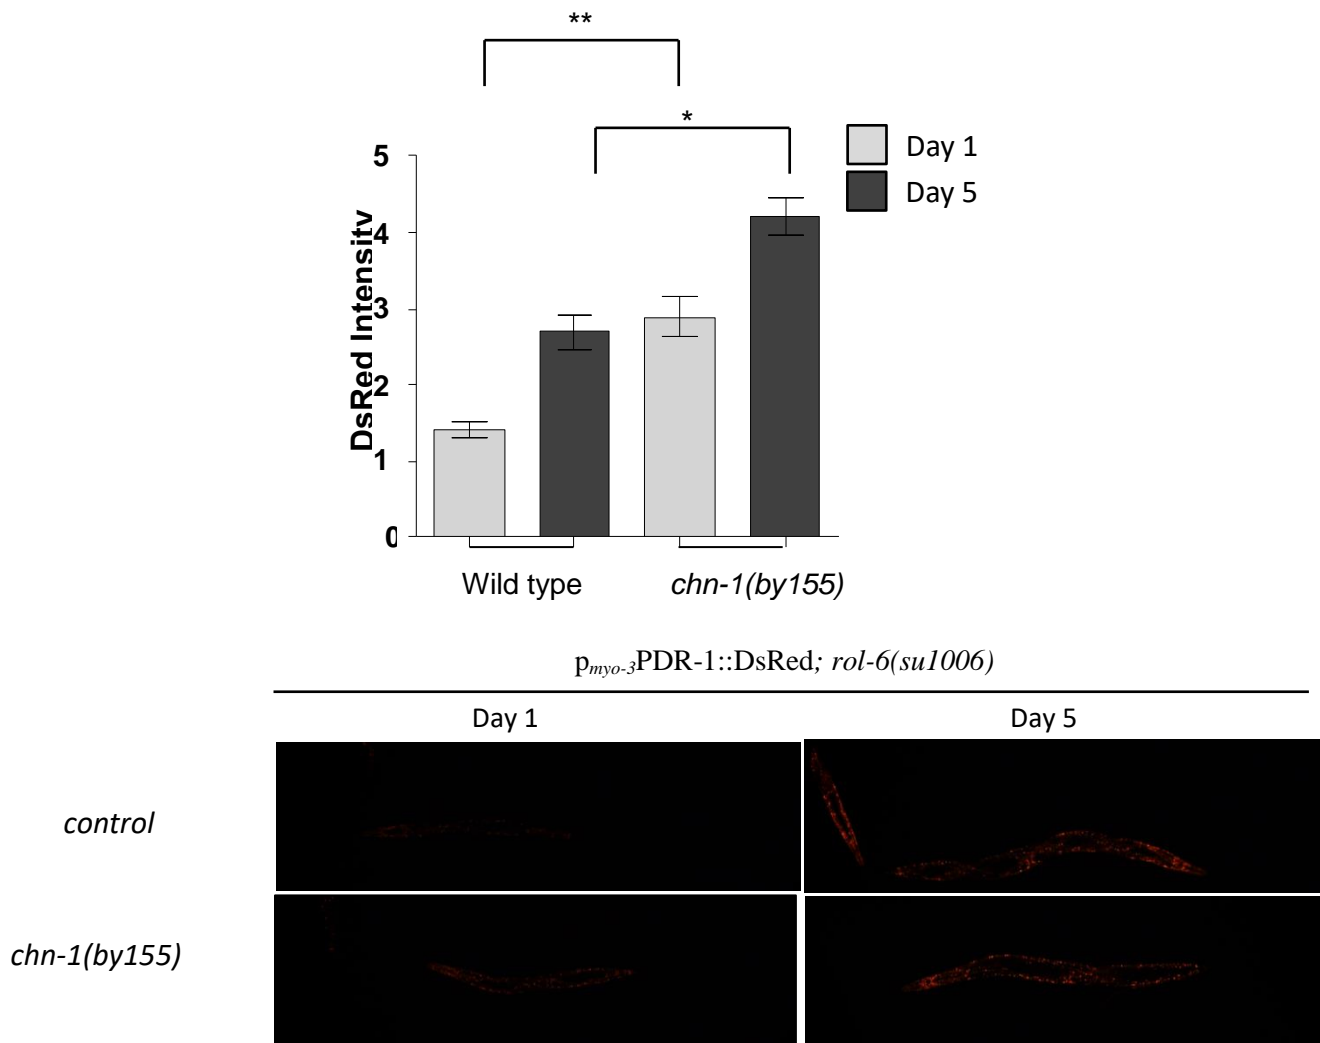 **
*
Day 1
Day 5
5
4
3
2
1
0
DsRed Intensity
Wild type
chn-1(by155)
pmyo-3PDR-1::DsRed; rol-6(su1006)
Day 1
Day 5
control
chn-1(by155)